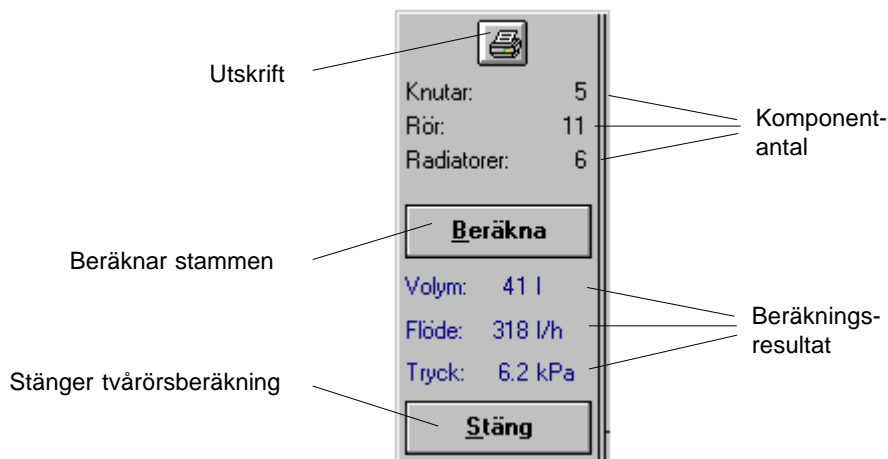 Utskrift
Knutar: 5
Rör: 11
Radiatorer: 6
Komponent-
antal
Beräkna
Beräknar stammen
Volym: 41 l
Flöde: 318 l/h
Tryck: 6.2 kPa
Beräknings-
resultat
Stänger tvårörsberäkning
Stäng